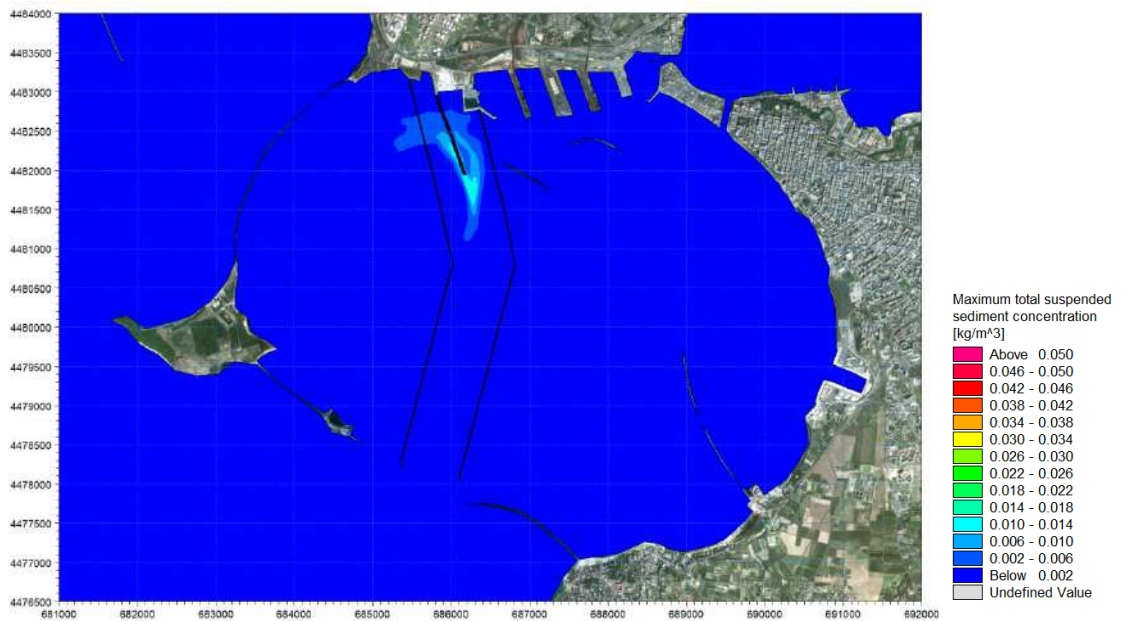 4484000
4483500
4483000
4482500
4482000
4481500
4481000
4480500
4480000
4479500
4479000
4478500
4478000
4477500
4477000
4476500
681000 682000 683000 684000 685000 686000 687000 688000 689000 690000 691000 692000
Maximum total suspended
sediment concentration
[kg/m^3]
Above 0.050
0.046 - 0.050
0.042 - 0.046
0.038 - 0.042
0.034 - 0.038
0.030 - 0.034
0.026 - 0.030
0.022 - 0.026
0.018 - 0.022
0.014 - 0.018
0.010 - 0.014
0.006 - 0.010
0.002 - 0.006
Below 0.002
Undefined Value